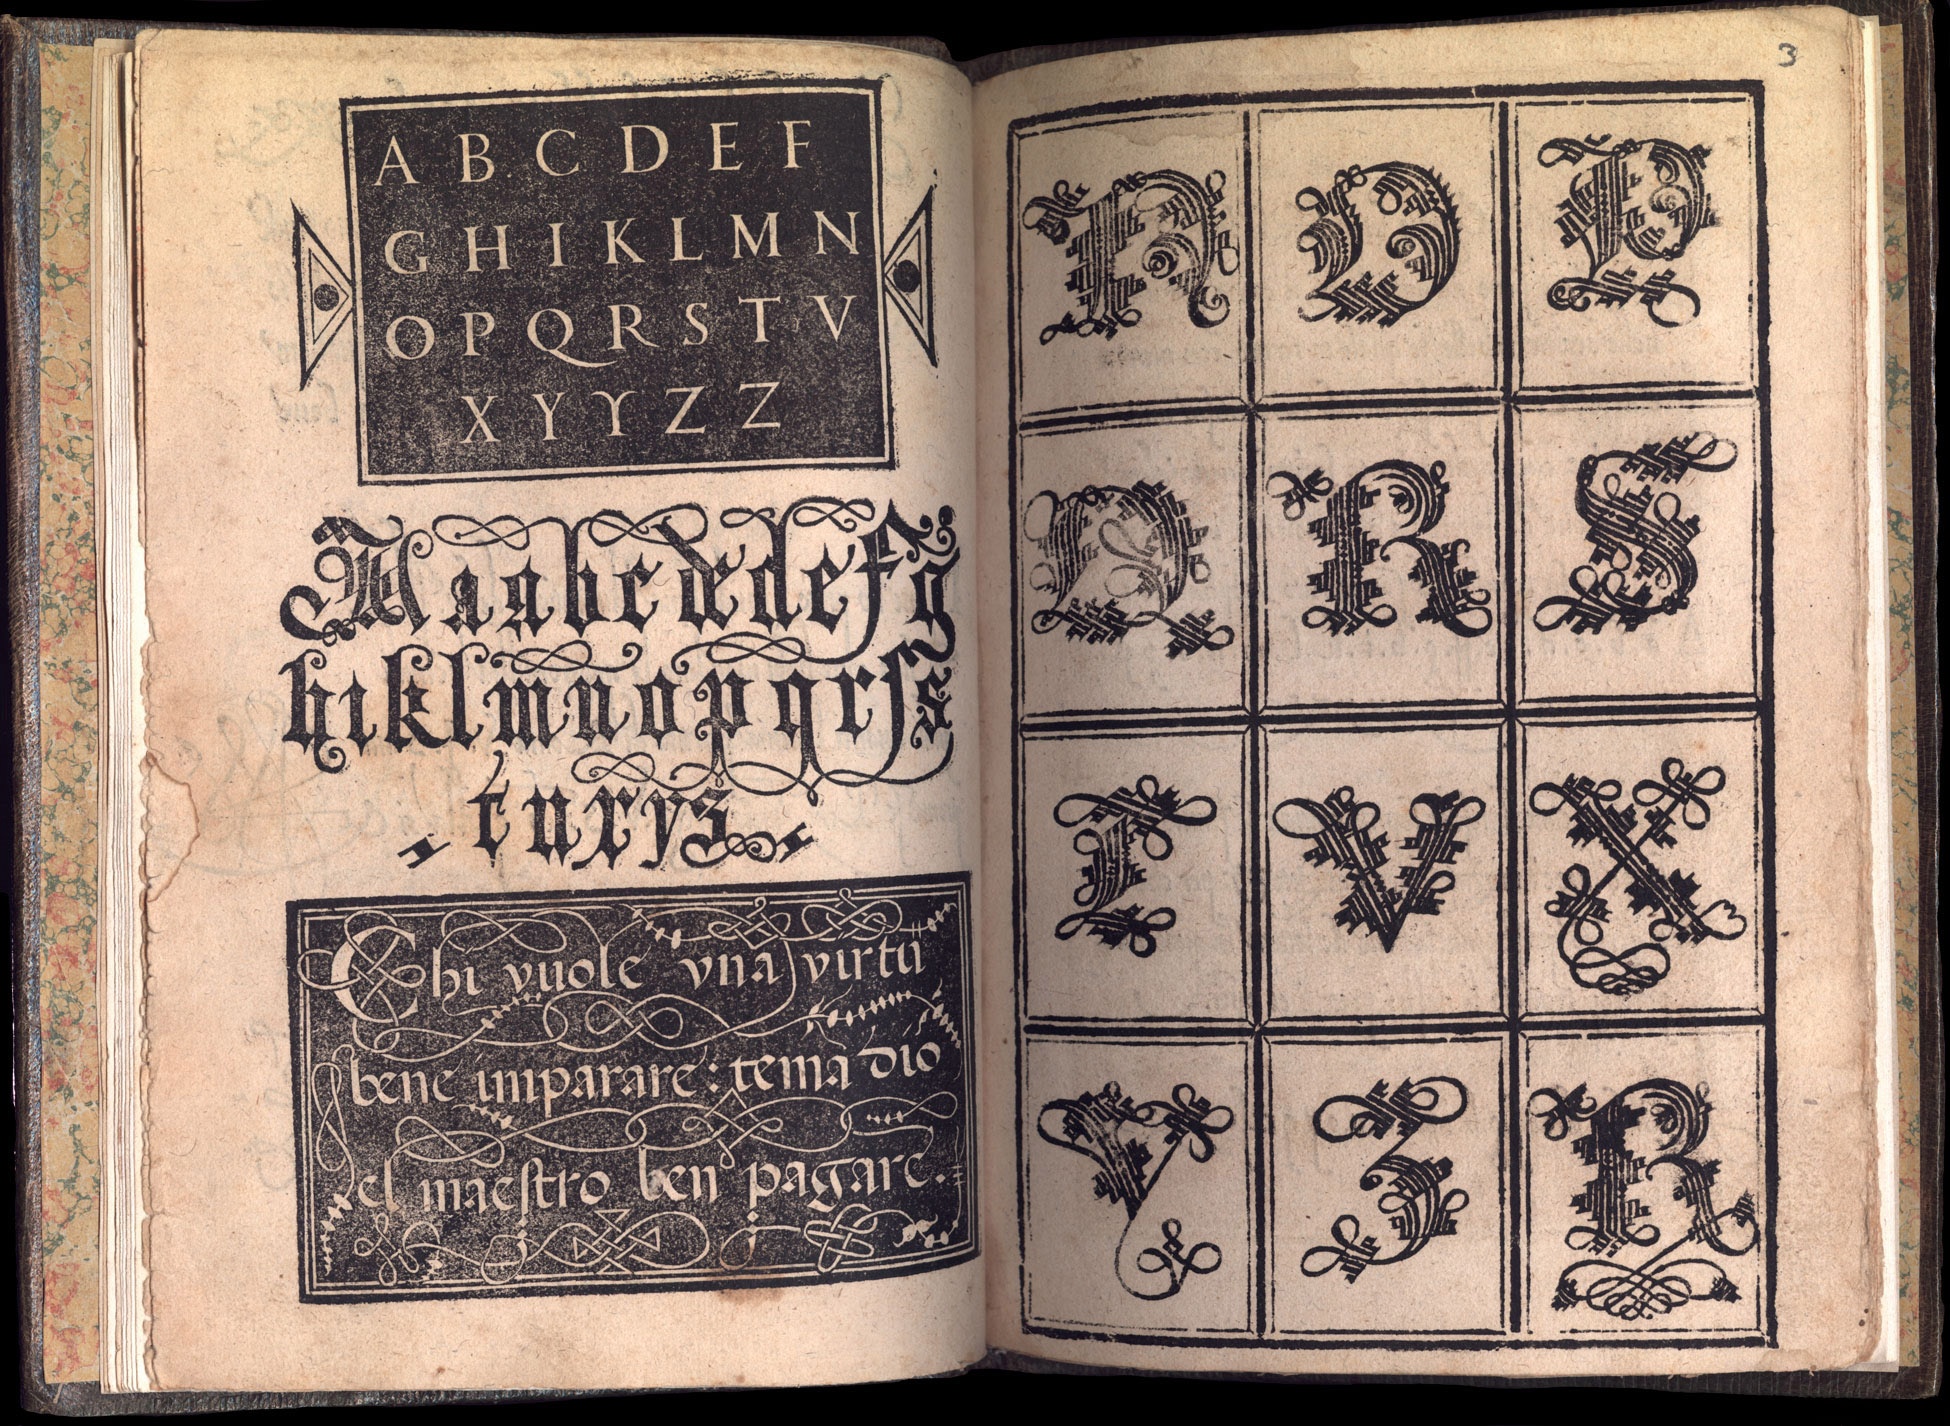 A B C D E F
G H I K L M N
O P Q R S T V
X Y ϒ Z Z
A a a b c d d e f g
h i k l m n o p q r ſ s
t u x y z
Chi vuole vna virtu
bene imparare: tema dio
el maeſtro ben pagare.
3
N O P
Q R S
T V X
Y Z R